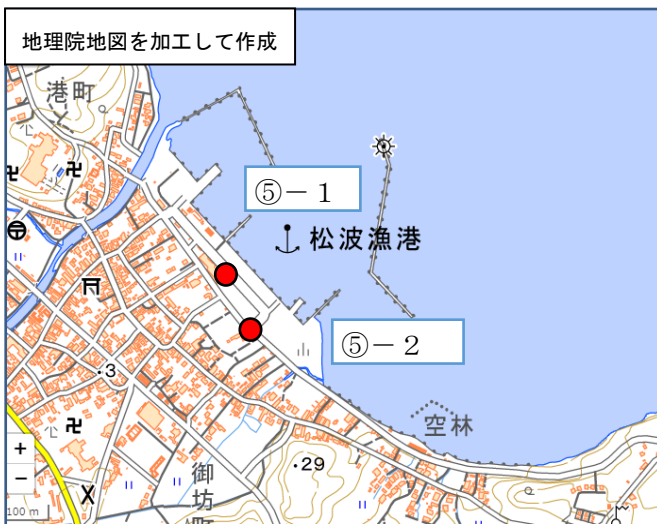 地理院地図を加工して作成
港町
⑤－１
松波漁港
⑤－２
・3
空林
・29
御坊町
+
−
100 m